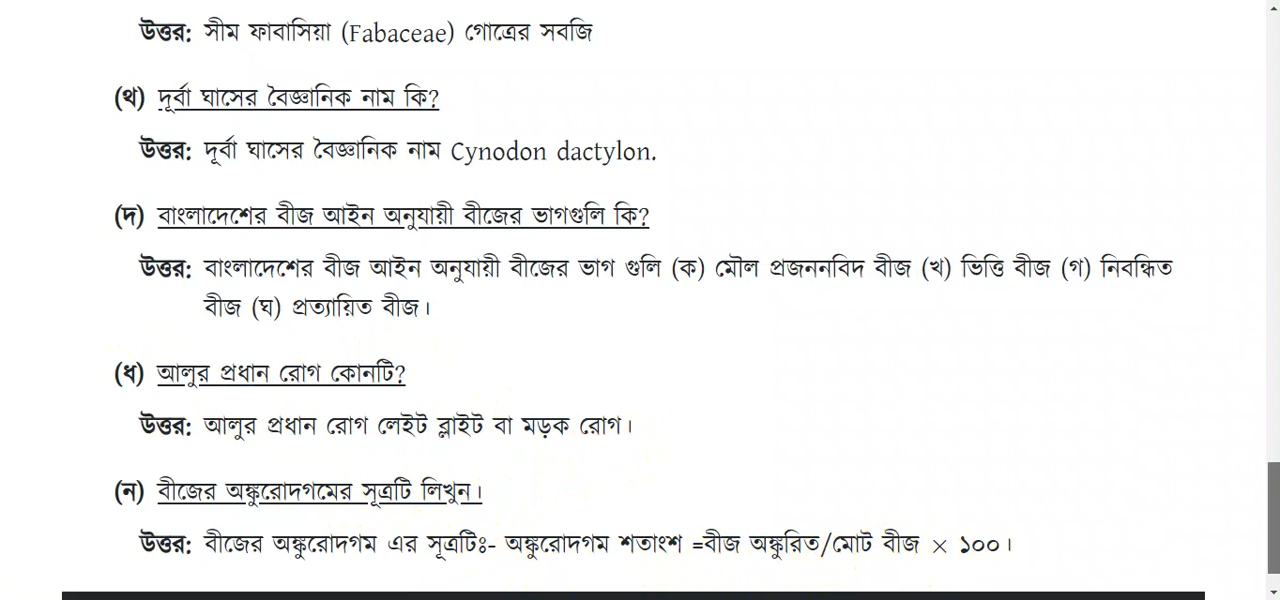 উত্তর: সীম ফাবাসিয়া (Fabaceae) গোত্রের সবজি
(থ) দূর্বা ঘাসের বৈজ্ঞানিক নাম কি?
উত্তর: দূর্বা ঘাসের বৈজ্ঞানিক নাম Cynodon dactylon.
(দ) বাংলাদেশের বীজ আইন অনুযায়ী বীজের ভাগগুলি কি?
উত্তর: বাংলাদেশের বীজ আইন অনুযায়ী বীজের ভাগ গুলি (ক) মৌল প্রজননবিদ বীজ (খ) ভিত্তি বীজ (গ) নিবন্ধিত
বীজ (ঘ) প্রত্যায়িত বীজ।
(ধ) আলুর প্রধান রোগ কোনটি?
উত্তর: আলুর প্রধান রোগ লেইট ব্লাইট বা মড়ক রোগ।
(ন) বীজের অঙ্কুরোদগমের সূত্রটি লিখুন।
উত্তর: বীজের অঙ্কুরোদগম এর সূত্রটিঃ- অঙ্কুরোদগম শতাংশ =বীজ অঙ্কুরিত/মোট বীজ × ১০০।